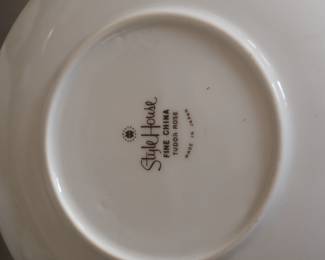 Style House
FINE CHINA
TUDOR ROSE
MADE IN JAPAN